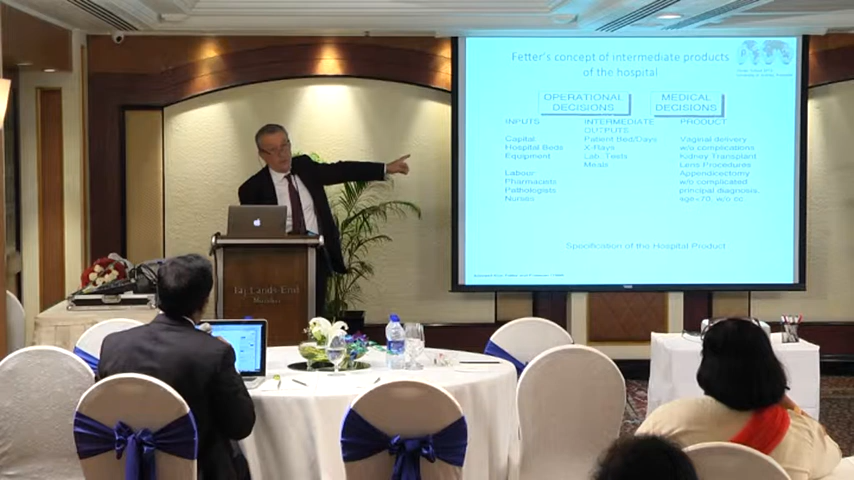 Fetter's concept of intermediate products
of the hospital
OPERATIONAL
DECISIONS
MEDICAL
DECISIONS
INPUTS
INTERMEDIATE
OUTPUTS
PRODUCT
Capital
Patient Bed/Days
Vaginal delivery
Hospital Beds
X-Rays
w/o complications
Equipment
Lab. Tests
Kidney Transplant
Meals
Lens Procedures
Labour
Appendicectomy
Pharmacists
w/o complicated
Pathologists
principal diagnosis,
Nurses
age<70, w/o cc
Specification of the Hospital Product
Taj Lands End
Mumbai